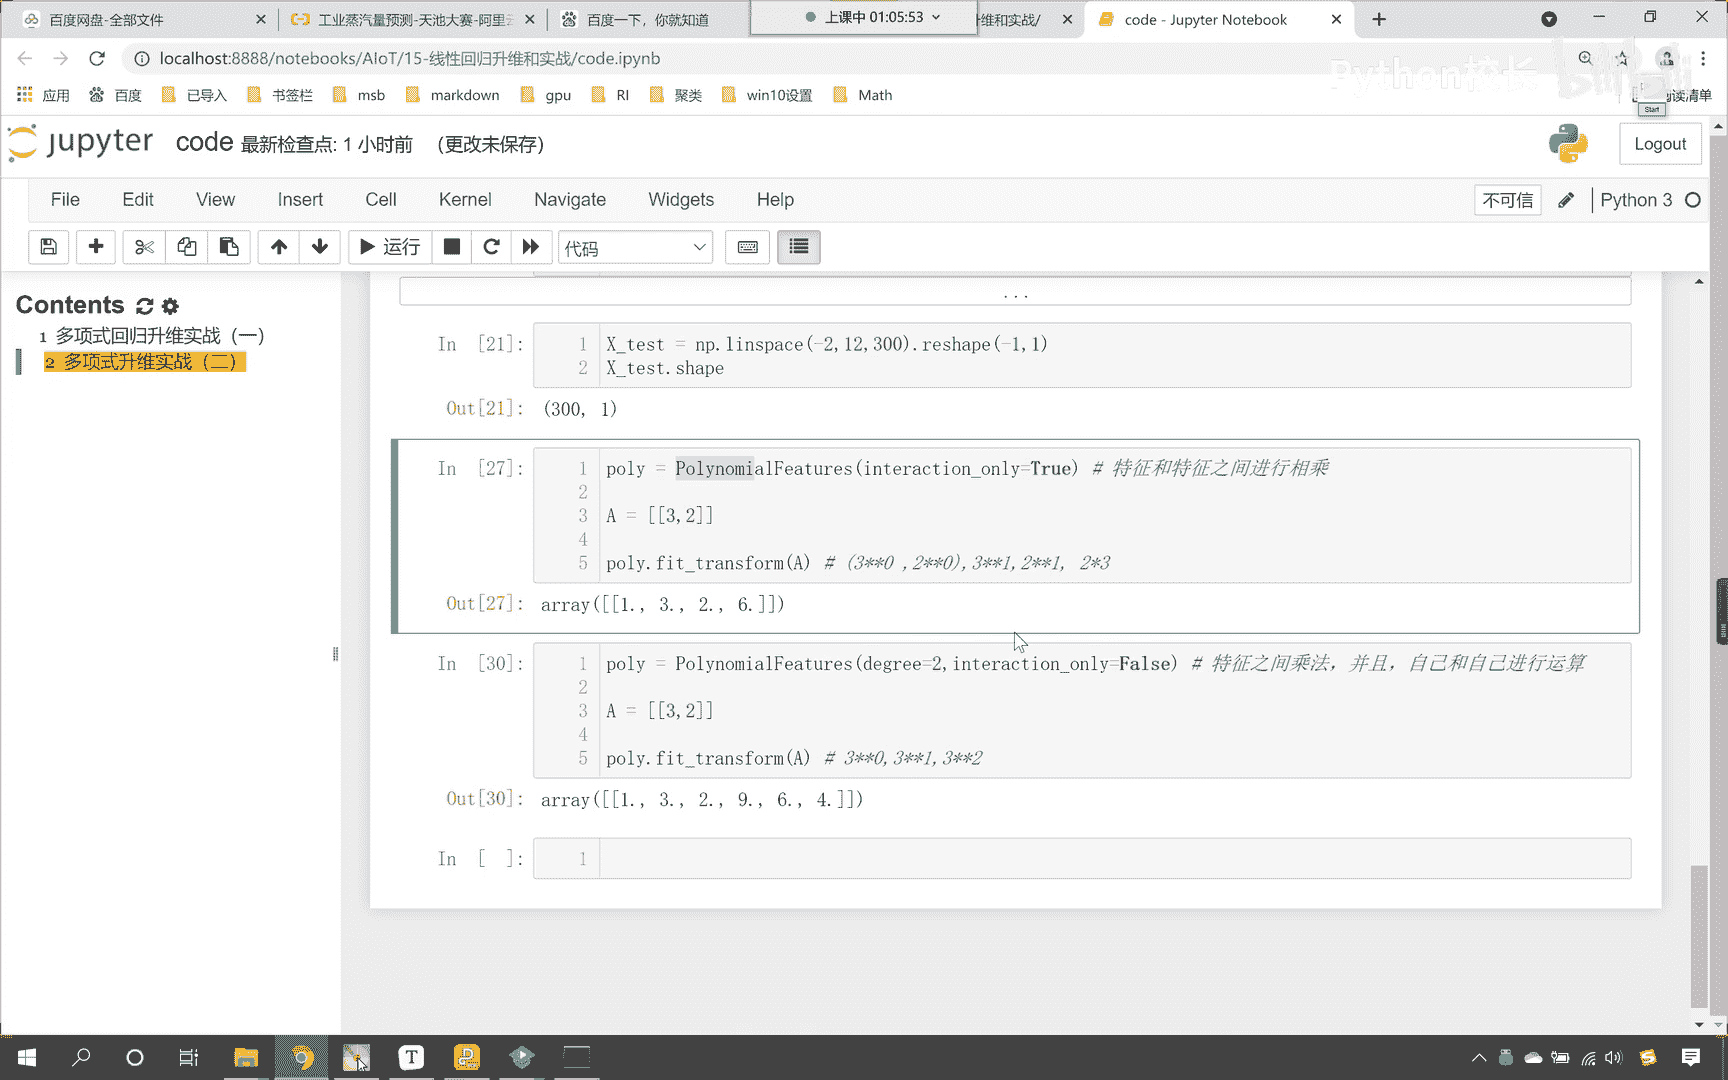 百度网盘-全部文件
工业蒸汽量预测-天池大赛-阿里云
百度一下，你就知道
上课中 01:05:53
维和实战/
code - Jupyter Notebook
localhost:8888/notebooks/AIoT/15-线性回归升维和实战/code.ipynb
Python校长 bilibili
应用 百度 已导入 书签栏 msb markdown gpu RI 聚类 win10设置 Math 阅读清单
Start
jupyter code 最新检查点: 1 小时前 (更改未保存)
Logout
File Edit View Insert Cell Kernel Navigate Widgets Help
不可信 Python 3
运行 代码
Contents
1 多项式回归升维实战（一）
2 多项式升维实战（二）
...
In [21]:
1 X_test = np.linspace(-2,12,300).reshape(-1,1)
2 X_test.shape
Out[21]: (300, 1)
In [27]:
1 poly = PolynomialFeatures(interaction_only=True) # 特征和特征之间进行相乘
2
3 A = [[3,2]]
4
5 poly.fit_transform(A) # (3**0 ,2**0),3**1,2**1, 2*3
Out[27]: array([[1., 3., 2., 6.]])
In [30]:
1 poly = PolynomialFeatures(degree=2,interaction_only=False) # 特征之间乘法，并且，自己和自己进行运算
2
3 A = [[3,2]]
4
5 poly.fit_transform(A) # 3**0,3**1,3**2
Out[30]: array([[1., 3., 2., 9., 6., 4.]])
In [ ]:
1